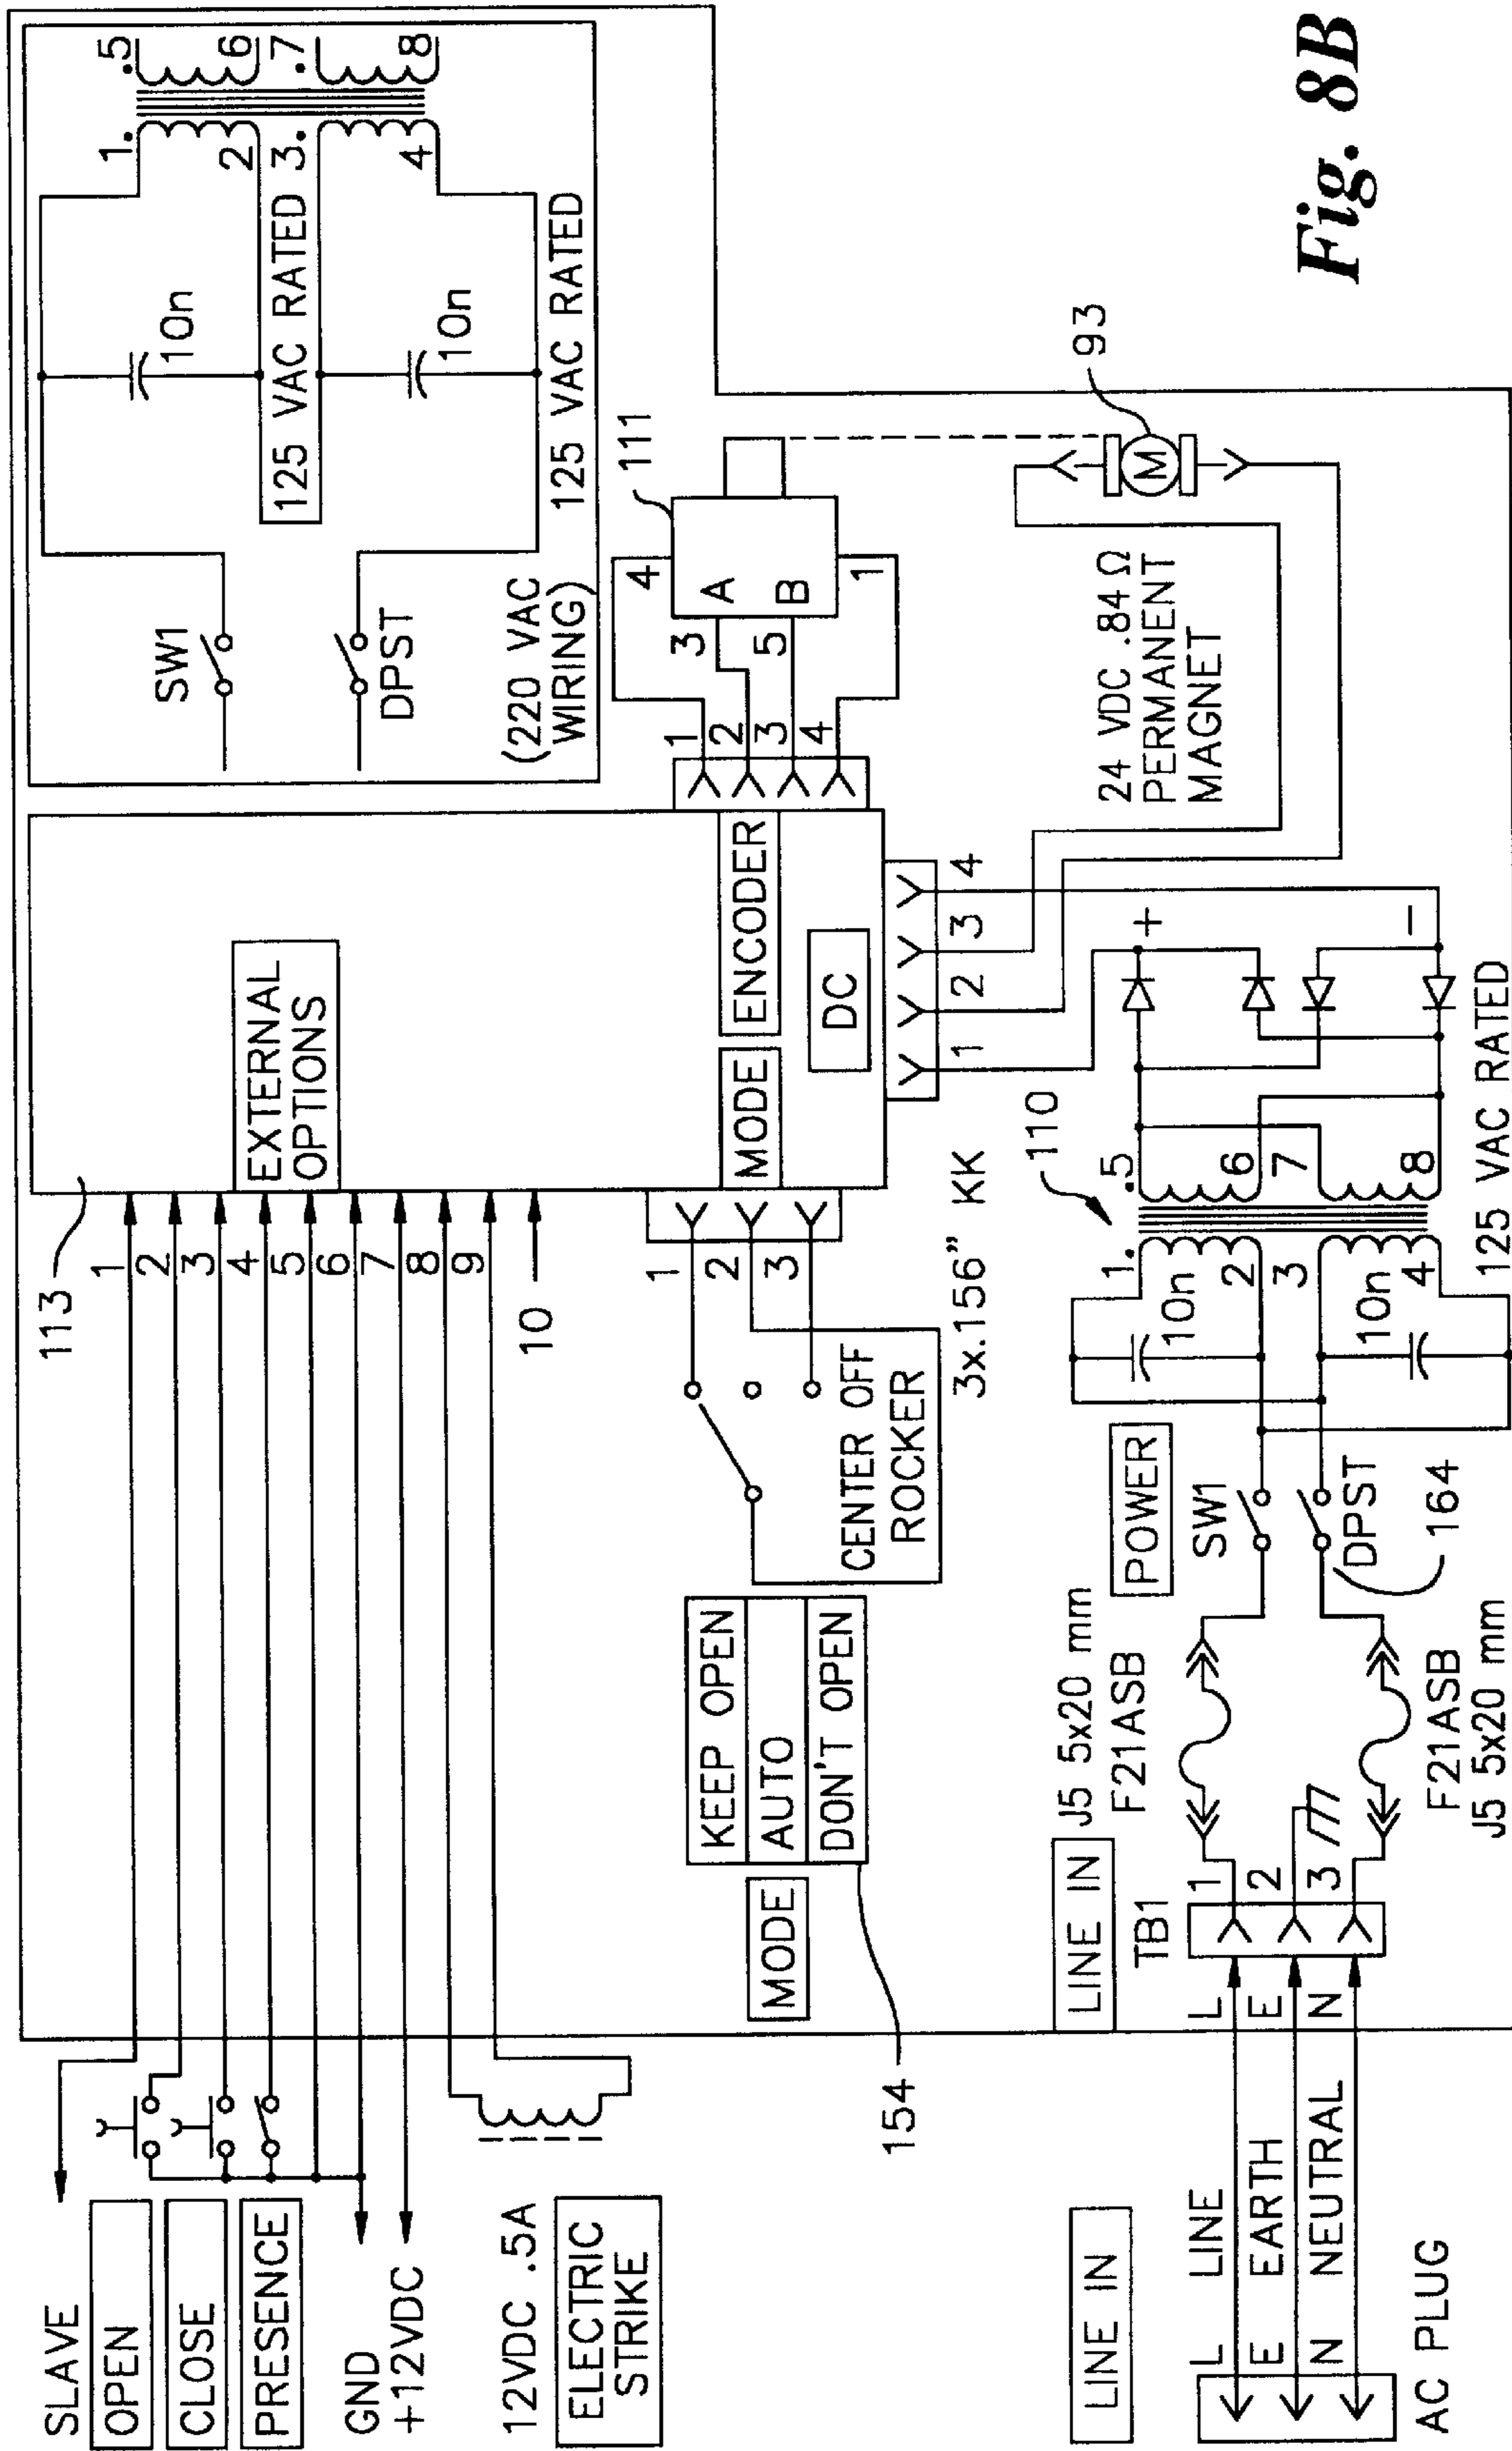 SLAVE
OPEN
CLOSE
PRESENCE
GND
+12VDC
12VDC .5A
ELECTRIC
STRIKE
113
1
2
3
4
5
6
7
8
9
10
EXTERNAL
OPTIONS
SW1
DPST
(220 VAC
WIRING)
10n
125 VAC RATED
10n
125 VAC RATED
1.
2
3.
4
.5
6
.7
8
MODE
KEEP OPEN
AUTO
DON'T OPEN
154
CENTER OFF
ROCKER
1
2
3
MODE
ENCODER
DC
3x.156" KK
1
2
3
4
1
2
3
4
3
5
4
1
A
B
111
24 VDC .84 Ω
PERMANENT
MAGNET
M
93
LINE IN
L LINE
E EARTH
N NEUTRAL
AC PLUG
LINE IN
TB1
L
E
N
1
2
3
J5 5x20 mm
F21ASB
F21ASB
J5 5x20 mm
POWER
SW1
DPST
164
10n
10n
110
1.
2
3
4
.5
6
7
8
+
−
125 VAC RATED
Fig. 8B